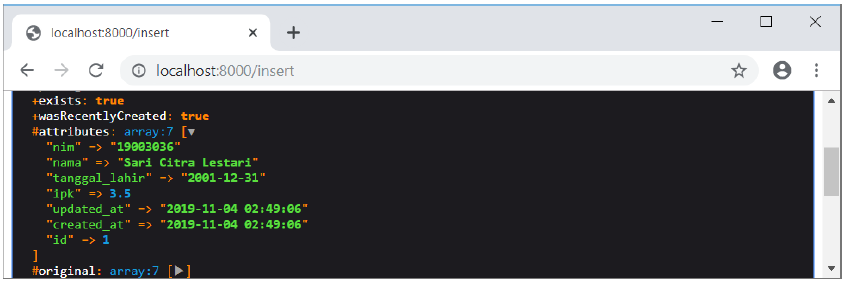 localhost:8000/insert
localhost:8000/insert
+exists: true
+wasRecentlyCreated: true
#attributes: array:7 [▼
"nim" => "19003036"
"nama" => "Sari Citra Lestari"
"tanggal_lahir" => "2001-12-31"
"ipk" => 3.5
"updated_at" => "2019-11-04 02:49:06"
"created_at" => "2019-11-04 02:49:06"
"id" => 1
]
#original: array:7 [▶]